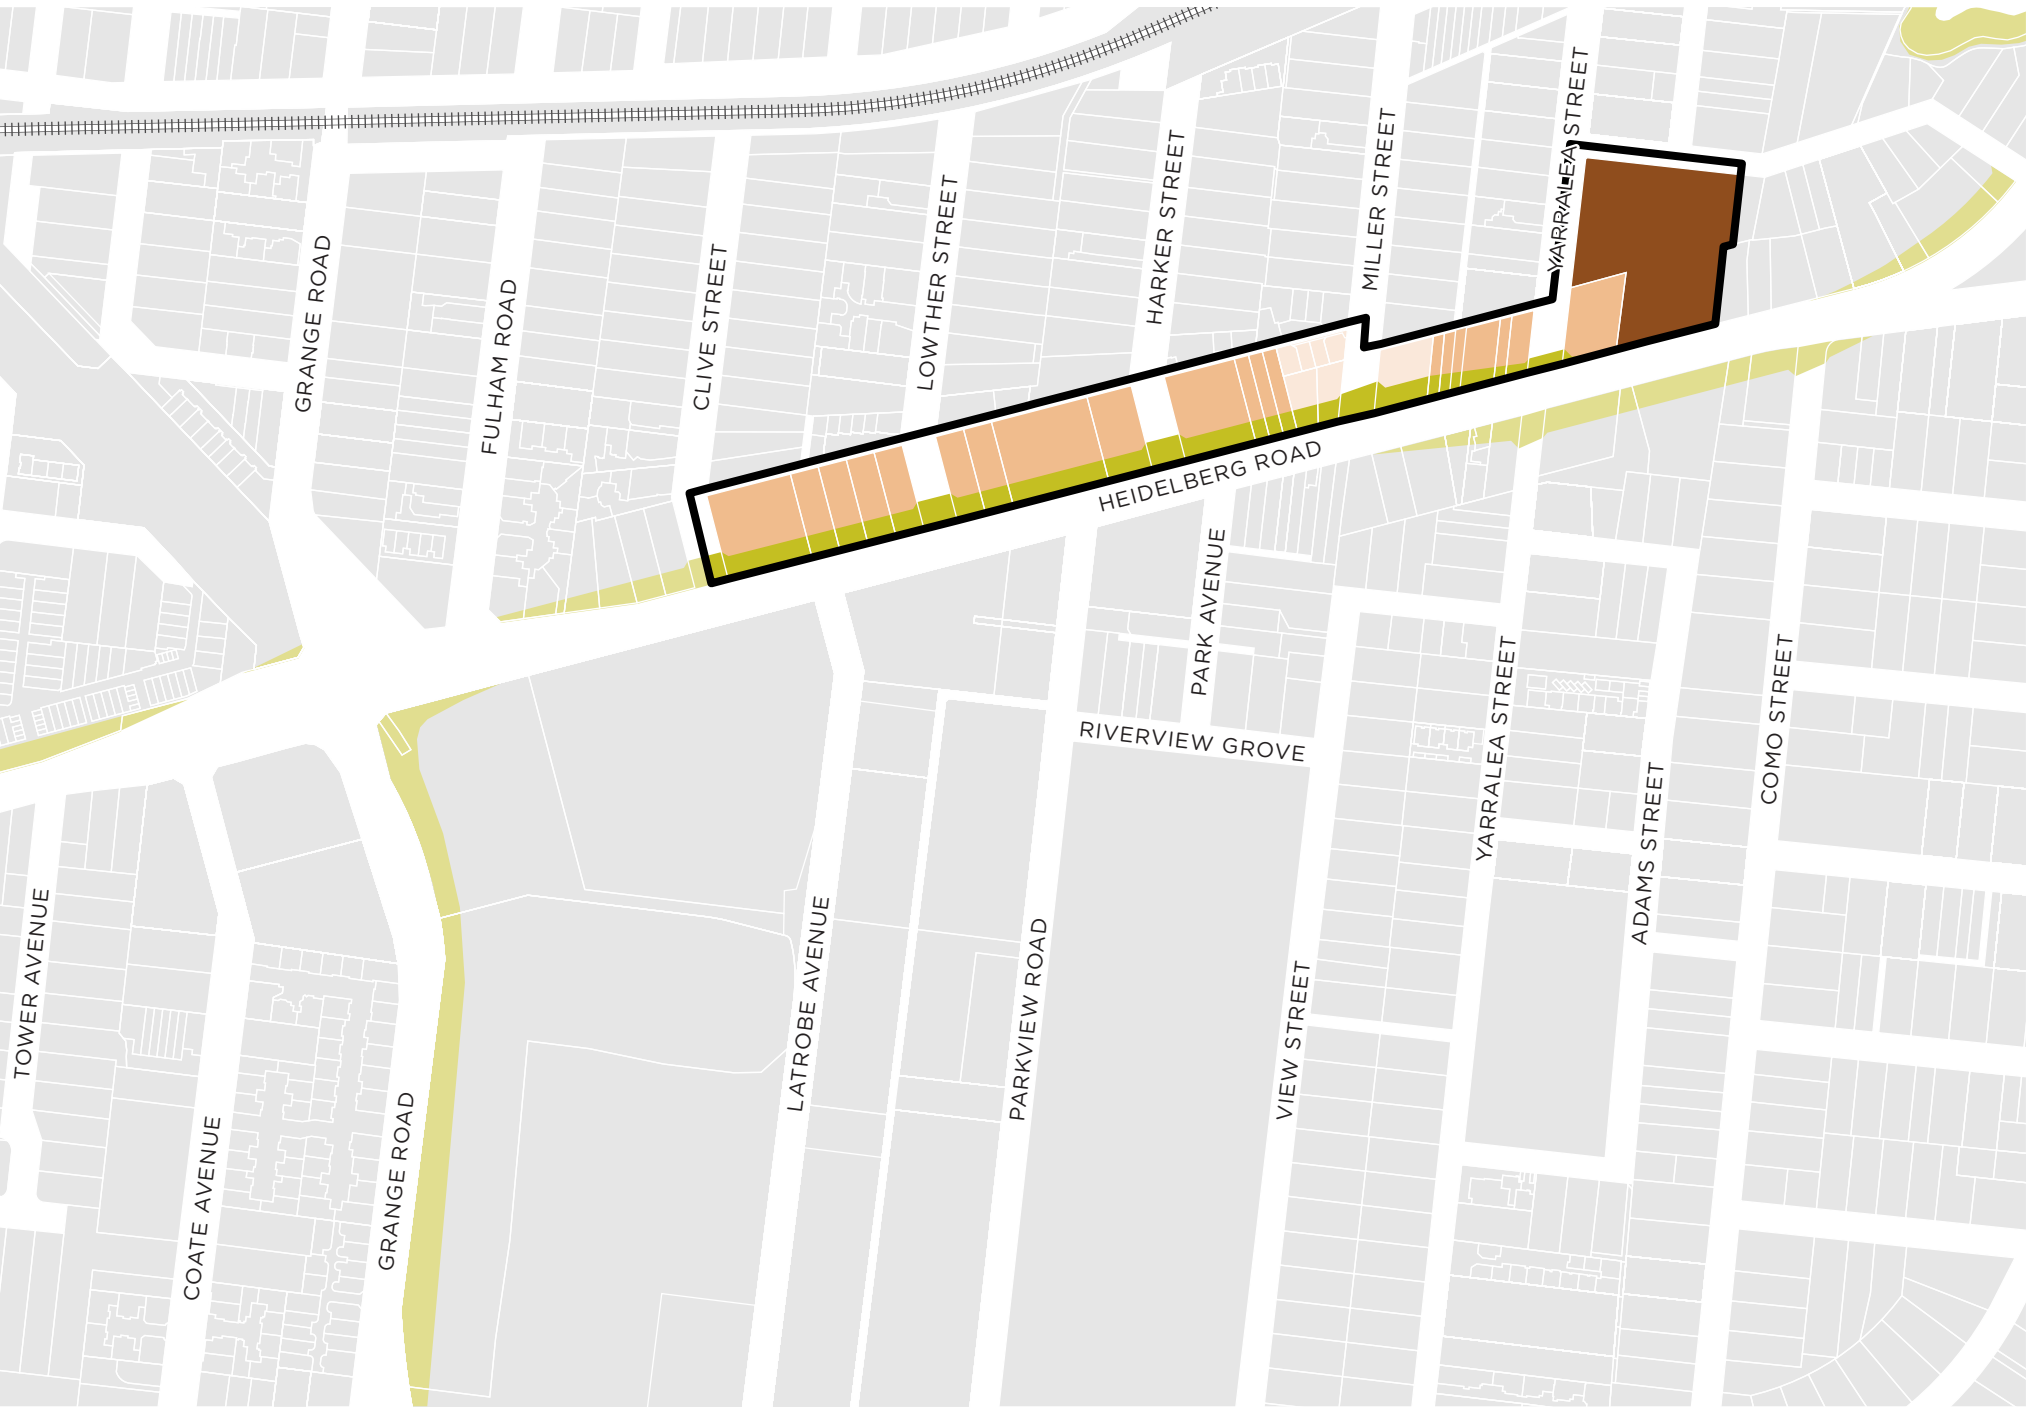 YARRALEA STREET
MILLER STREET
HARKER STREET
LOWTHER STREET
GRANGE ROAD
CLIVE STREET
FULHAM ROAD
HEIDELBERG ROAD
PARK AVENUE
RIVERVIEW GROVE
YARRALEA STREET
COMO STREET
ADAMS STREET
TOWER AVENUE
LATROBE AVENUE
PARKVIEW ROAD
VIEW STREET
COATE AVENUE
GRANGE ROAD